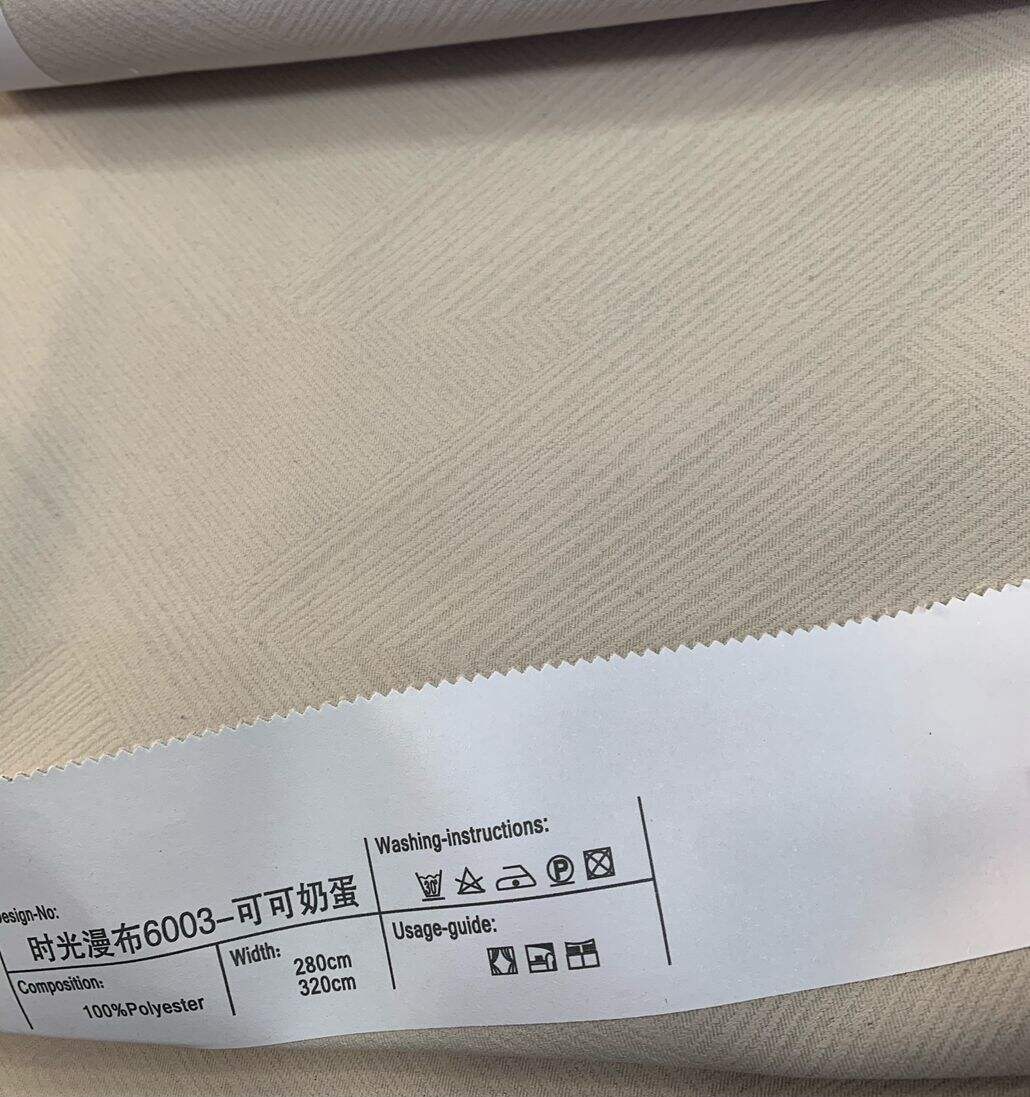 esign-No:
时光漫布6003-可可奶蛋
Composition:
100%Polyester
Width:
280cm
320cm
Washing-instructions:
30°
P
Usage-guide: